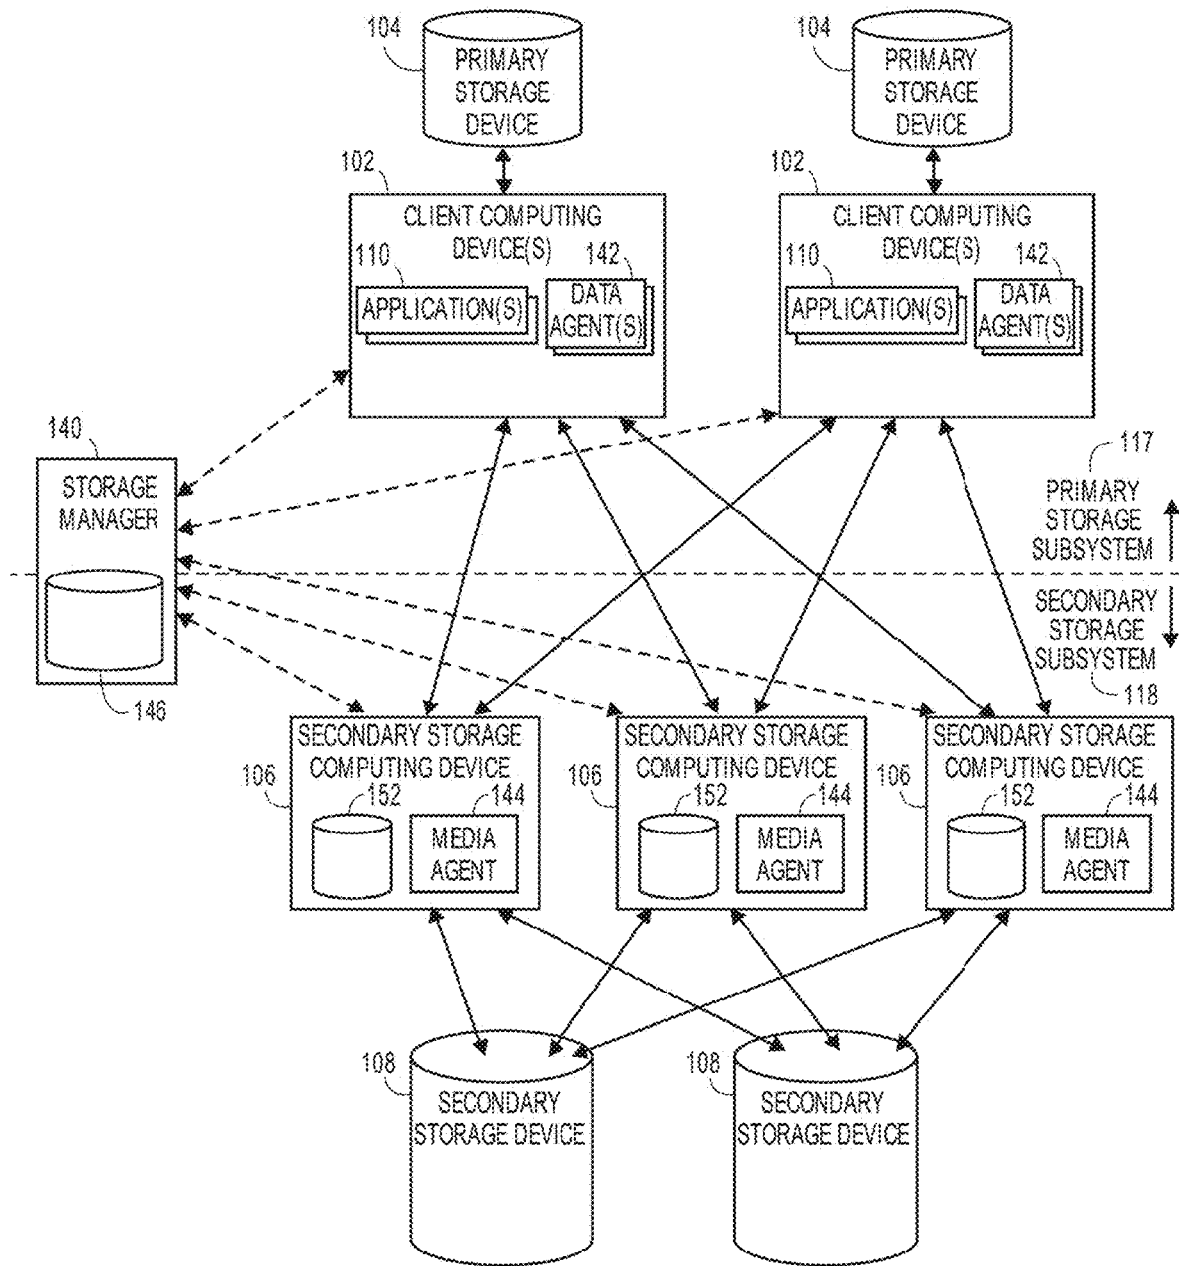 104
PRIMARY
STORAGE
DEVICE
104
PRIMARY
STORAGE
DEVICE
102
CLIENT COMPUTING
DEVICE(S)
110
142
APPLICATION(S)
DATA
AGENT(S)
102
CLIENT COMPUTING
DEVICE(S)
110
142
APPLICATION(S)
DATA
AGENT(S)
140
STORAGE
MANAGER
146
117
PRIMARY
STORAGE
SUBSYSTEM
SECONDARY
STORAGE
SUBSYSTEM
118
SECONDARY STORAGE
COMPUTING DEVICE
106
152
144
MEDIA
AGENT
SECONDARY STORAGE
COMPUTING DEVICE
106
152
144
MEDIA
AGENT
SECONDARY STORAGE
COMPUTING DEVICE
106
152
144
MEDIA
AGENT
108
SECONDARY
STORAGE DEVICE
108
SECONDARY
STORAGE DEVICE